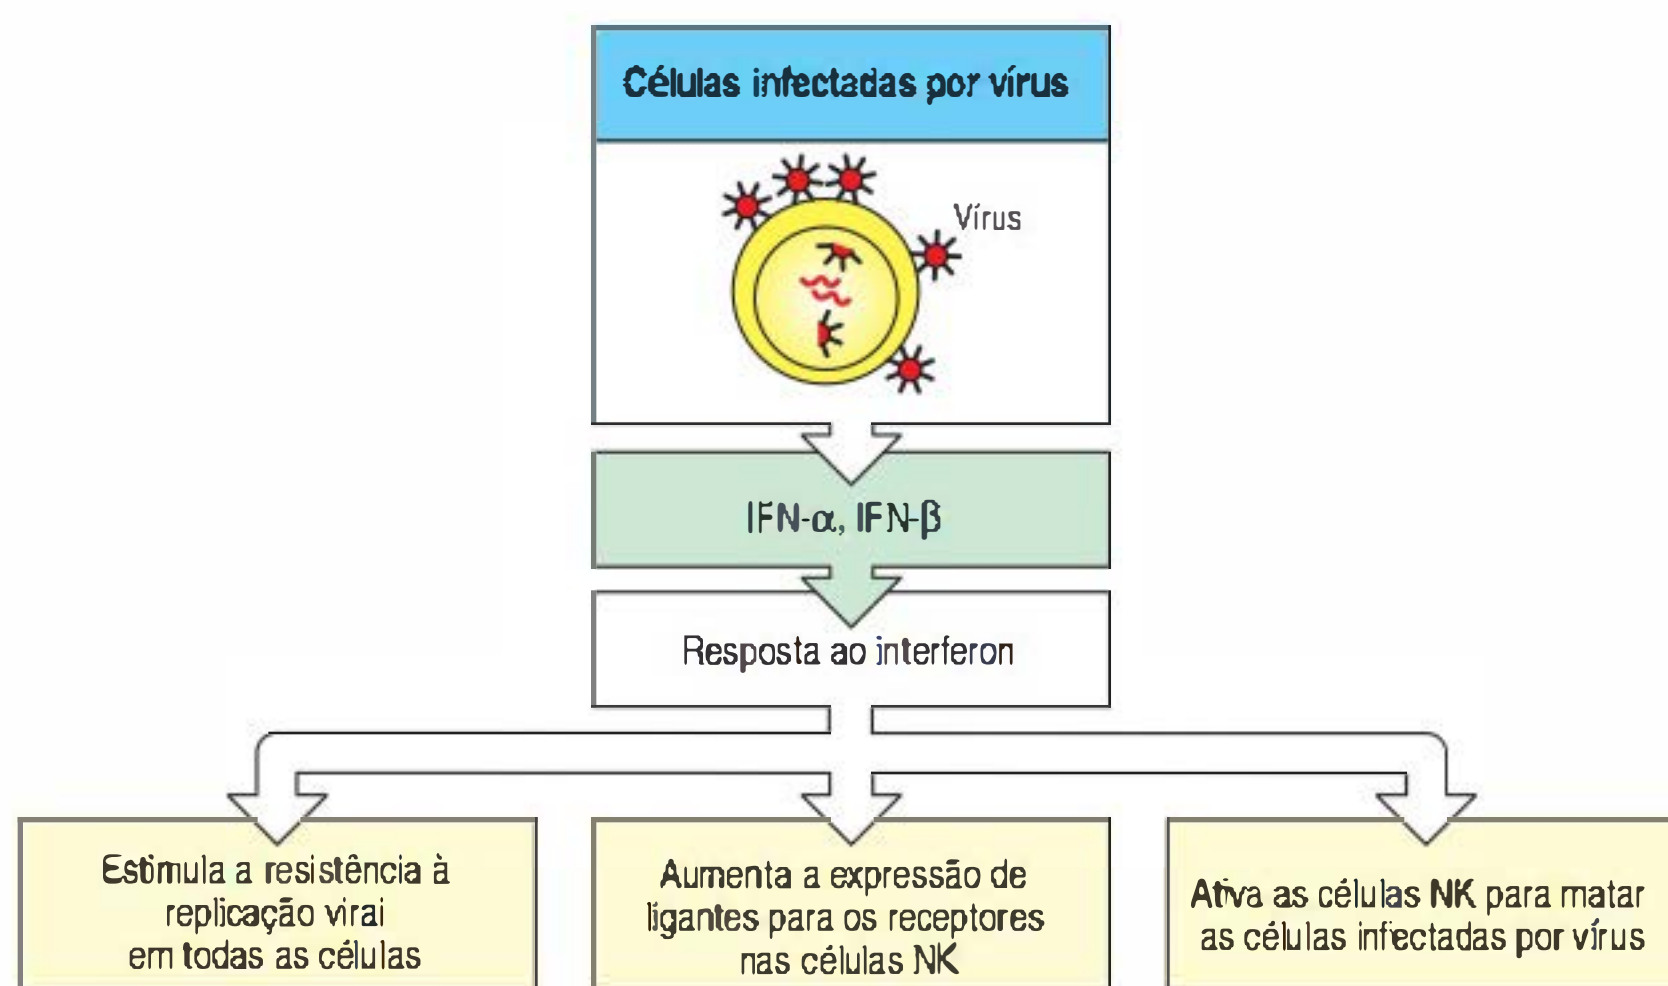 Células infectadas por vírus
Vírus
IFN-α, IFN-β
Resposta ao interferon
Estimula a resistência à
replicação virai
em todas as células
Aumenta a expressão de
ligantes para os receptores
nas células NK
Ativa as células NK para matar
as células infectadas por vírus